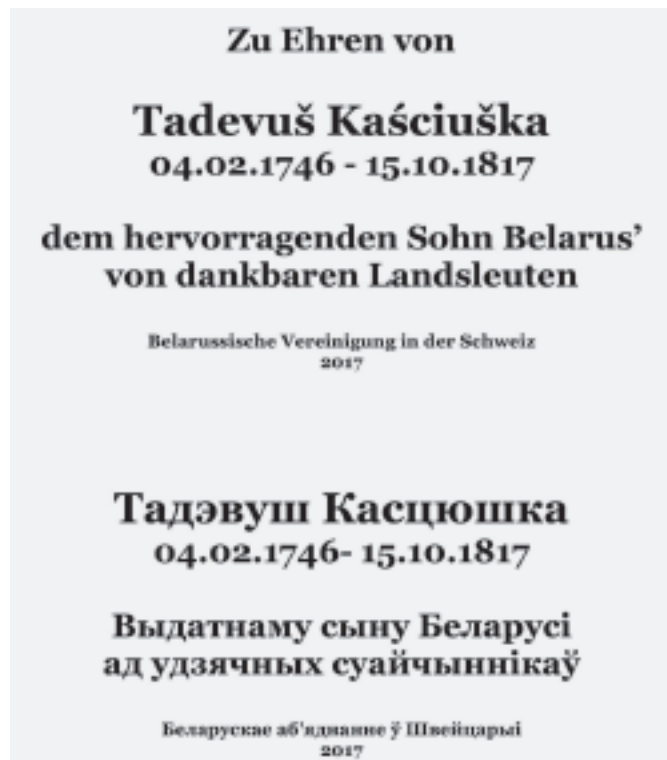 Zu Ehren von
Tadevuš Kaściuška
04.02.1746 - 15.10.1817
dem hervorragenden Sohn Belarus’
von dankbaren Landsleuten
Belarussische Vereinigung in der Schweiz
2017
Тадэвуш Касцюшка
04.02.1746- 15.10.1817
Выдатнаму сыну Беларусі
ад удзячных суайчыннікаў
Беларускае аб'яднанне ў Швейцарыі
2017